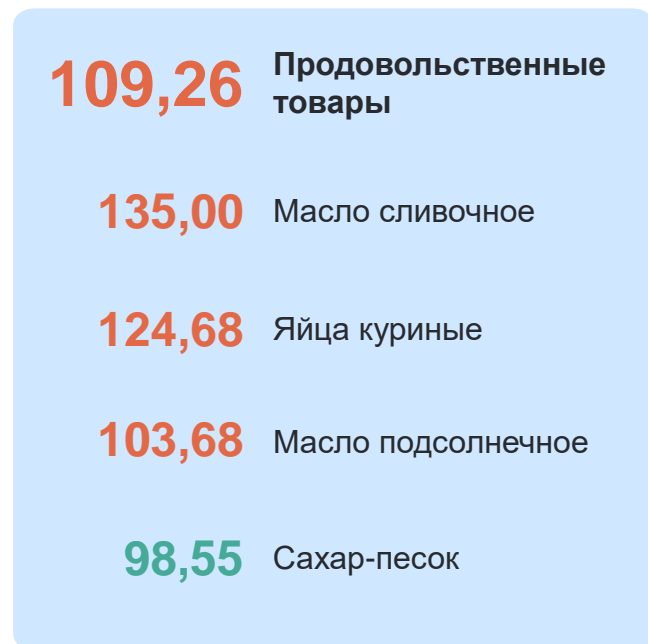 109,26 Продовольственные
товары
135,00 Масло сливочное
124,68 Яйца куриные
103,68 Масло подсолнечное
98,55 Сахар-песок